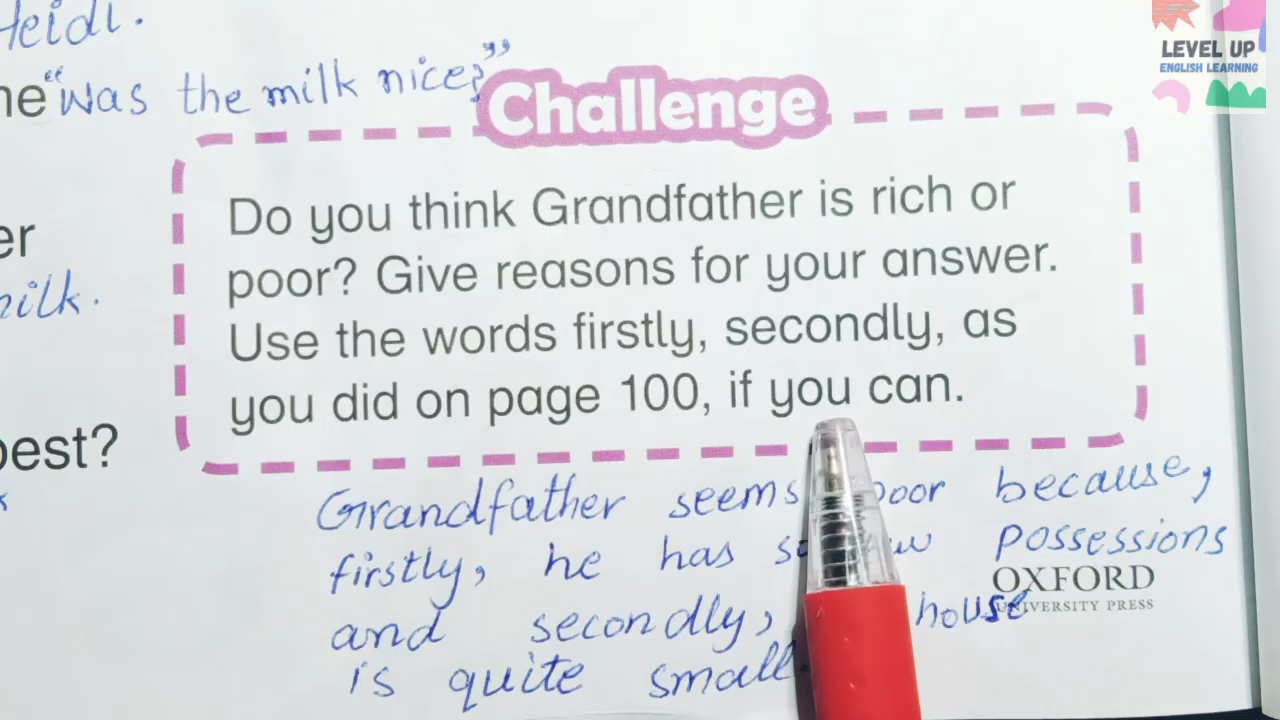 Heidi.
LEVEL UP
ENGLISH LEARNING
"was the milk nice?"
Challenge
Do you think Grandfather is rich or
poor? Give reasons for your answer.
Use the words firstly, secondly, as
you did on page 100, if you can.
er
milk.
best?
Grandfather seems poor because,
firstly, he has possessions
OXFORD
UNIVERSITY PRESS
and secondly, house
is quite small.